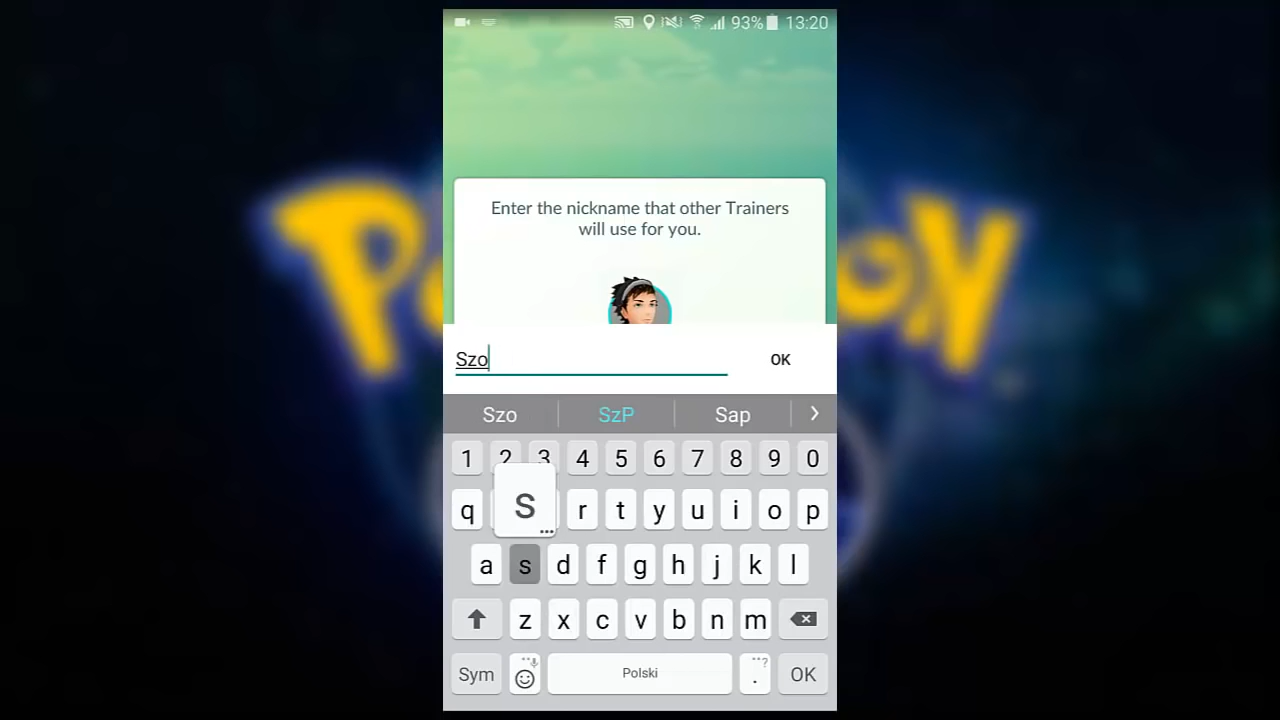 93% 13:20
Enter the nickname that other Trainers
will use for you.
Szo OK
Szo SzP Sap >
1 2 3 4 5 6 7 8 9 0
q r t y u i o p
s
a s d f g h j k l
z x c v b n m
Sym Polski . OK